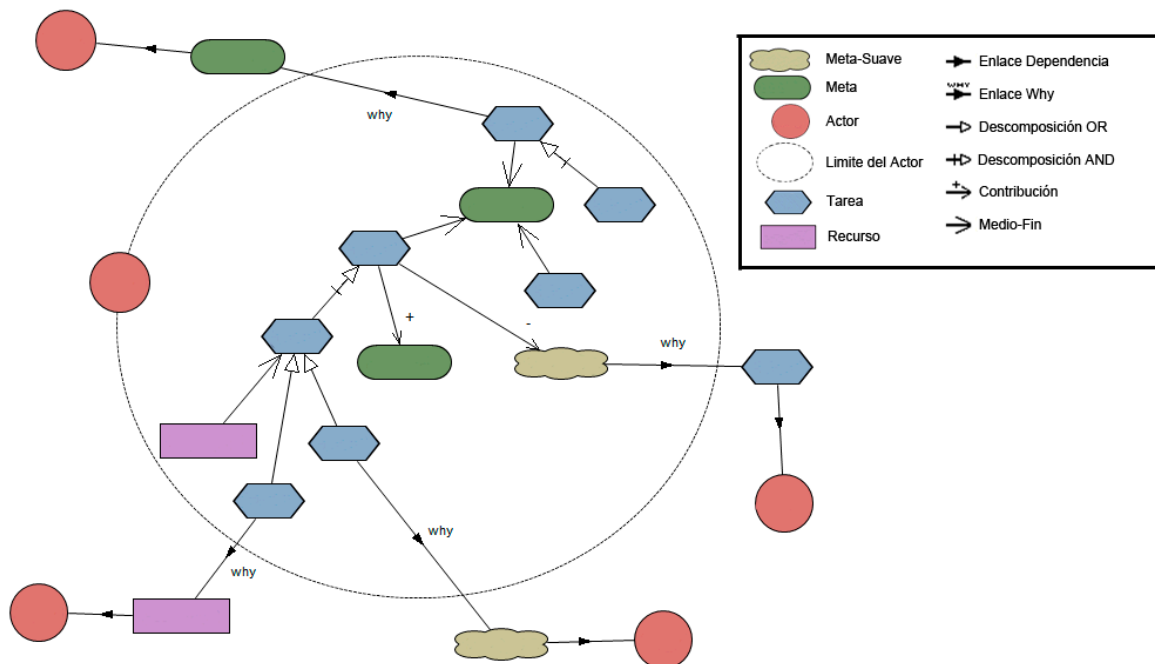 why
+
-
why
why
why
Meta-Suave
Meta
Actor
Limite del Actor
Tarea
Recurso
Enlace Dependencia
WHY
Enlace Why
Descomposición OR
Descomposición AND
+
Contribución
Medio-Fin